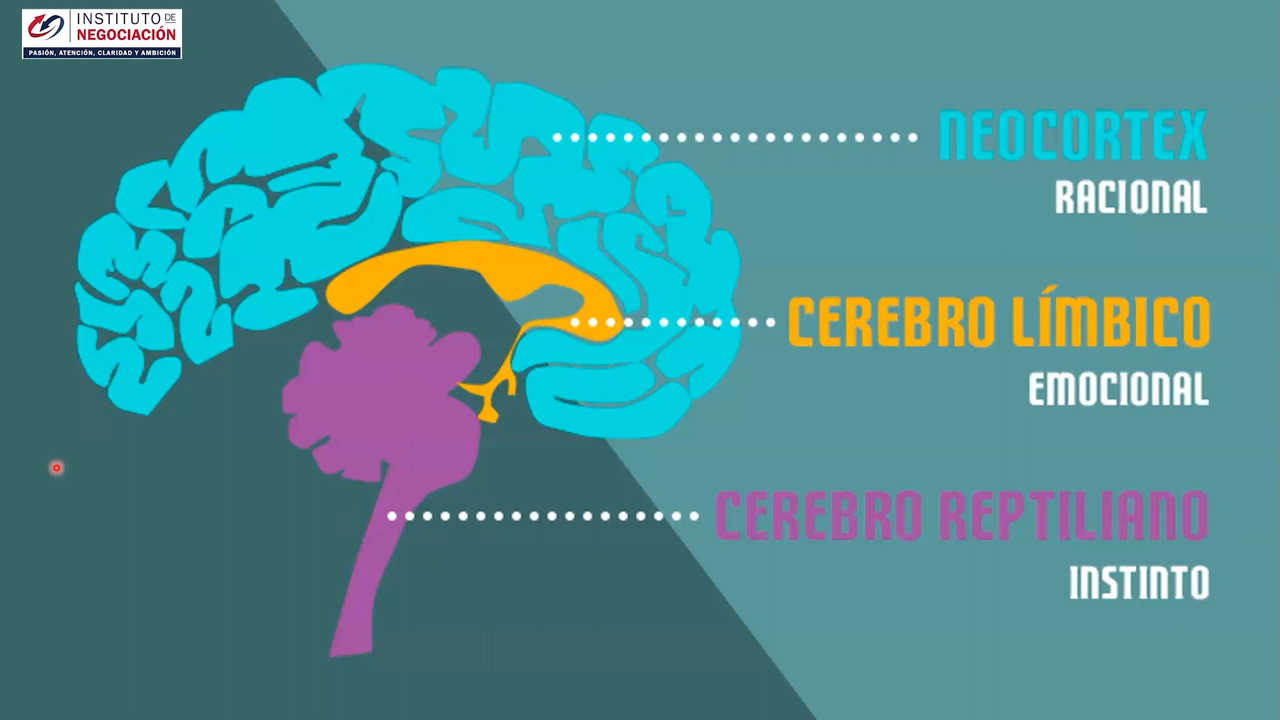 INSTITUTO DE
NEGOCIACIÓN
PASIÓN, ATENCIÓN, CLARIDAD Y AMBICIÓN
NEOCORTEX
RACIONAL
CEREBRO LÍMBICO
EMOCIONAL
CEREBRO REPTILIANO
INSTINTO